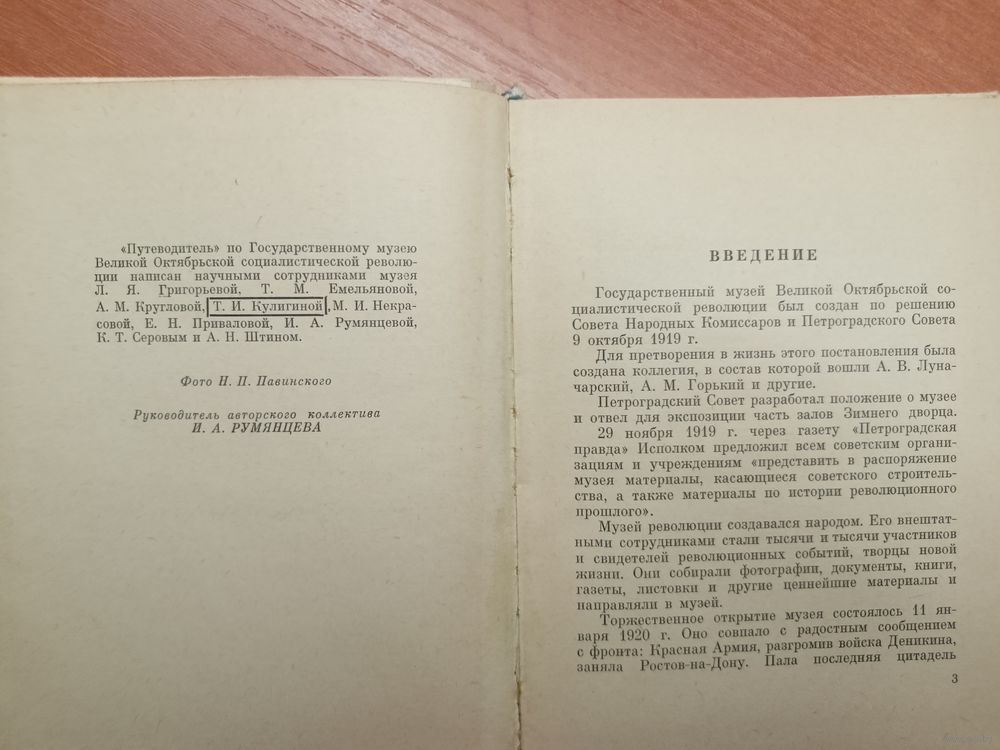 «Путеводитель» по Государственному музею
Великой Октябрьской социалистической револю-
ции написан научными сотрудниками музея
Л. Я. Григорьевой, Т. М. Емельяновой,
А. М. Кругловой, Т. И. Кулигиной, М. И. Некра-
совой, Е. Н. Приваловой, И. А. Румянцевой,
К. Т. Серовым и А. Н. Штином.
Фото Н. П. Павинского
Руководитель авторского коллектива
И. А. РУМЯНЦЕВА
ВВЕДЕНИЕ
Государственный музей Великой Октябрьской со-
циалистической революции был создан по решению
Совета Народных Комиссаров и Петроградского Совета
9 октября 1919 г.
Для претворения в жизнь этого постановления была
создана коллегия, в состав которой вошли А. В. Луна-
чарский, А. М. Горький и другие.
Петроградский Совет разработал положение о музее
и отвел для экспозиции часть залов Зимнего дворца.
29 ноября 1919 г. через газету «Петроградская
правда» Исполком предложил всем советским органи-
зациям и учреждениям «представить в распоряжение
музея материалы, касающиеся советского строитель-
ства, а также материалы по истории революционного
прошлого».
Музей революции создавался народом. Его внештат-
ными сотрудниками стали тысячи и тысячи участников
и свидетелей революционных событий, творцы новой
жизни. Они собирали фотографии, документы, книги,
газеты, листовки и другие ценнейшие материалы и
направляли в музей.
Торжественное открытие музея состоялось 11 ян-
варя 1920 г. Оно совпало с радостным сообщением
с фронта: Красная Армия, разгромив войска Деникина,
заняла Ростов-на-Дону. Пала последняя цитадель
3